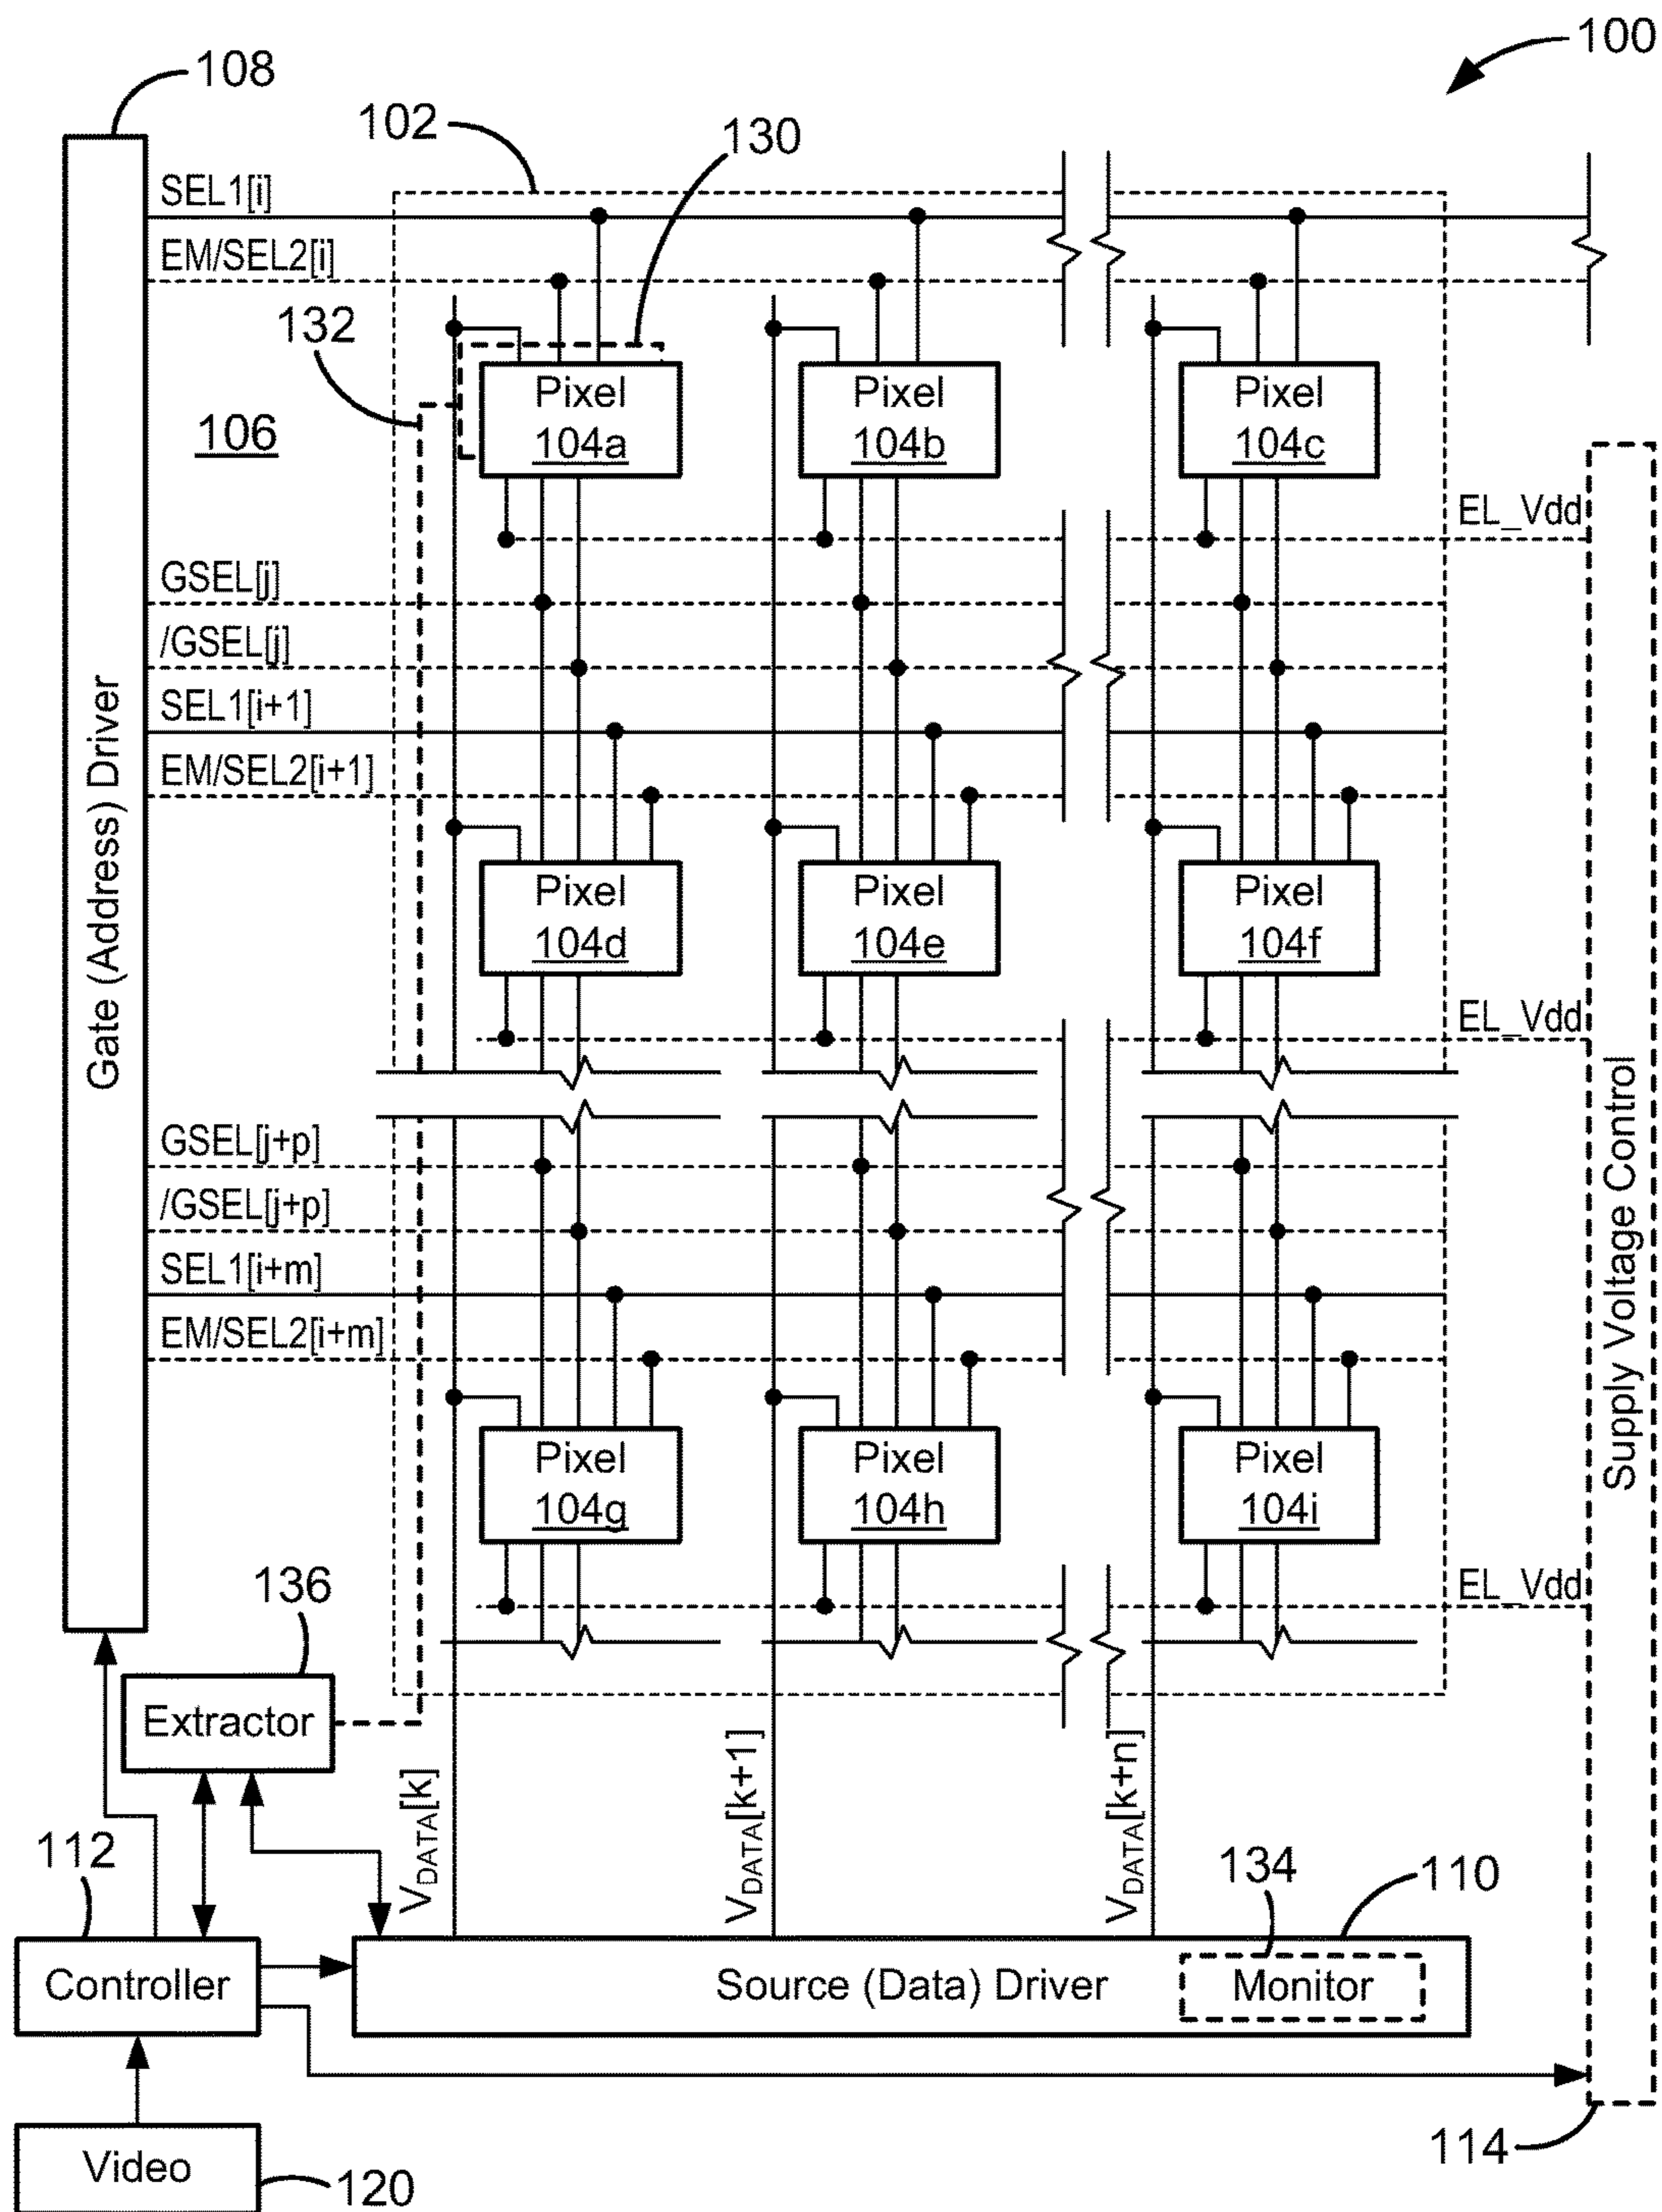 100
108
102
130
SEL1[i]
EM/SEL2[i]
132
106
Pixel
104a
Pixel
104b
Pixel
104c
EL_Vdd
GSEL[j]
/GSEL[j]
SEL1[i+1]
EM/SEL2[i+1]
Gate (Address) Driver
Pixel
104d
Pixel
104e
Pixel
104f
EL_Vdd
Supply Voltage Control
GSEL[j+p]
/GSEL[j+p]
SEL1[i+m]
EM/SEL2[i+m]
Pixel
104g
Pixel
104h
Pixel
104i
EL_Vdd
136
Extractor
VDATA[k]
VDATA[k+1]
VDATA[k+n]
112
134
110
Controller
Source (Data) Driver
Monitor
114
Video
120